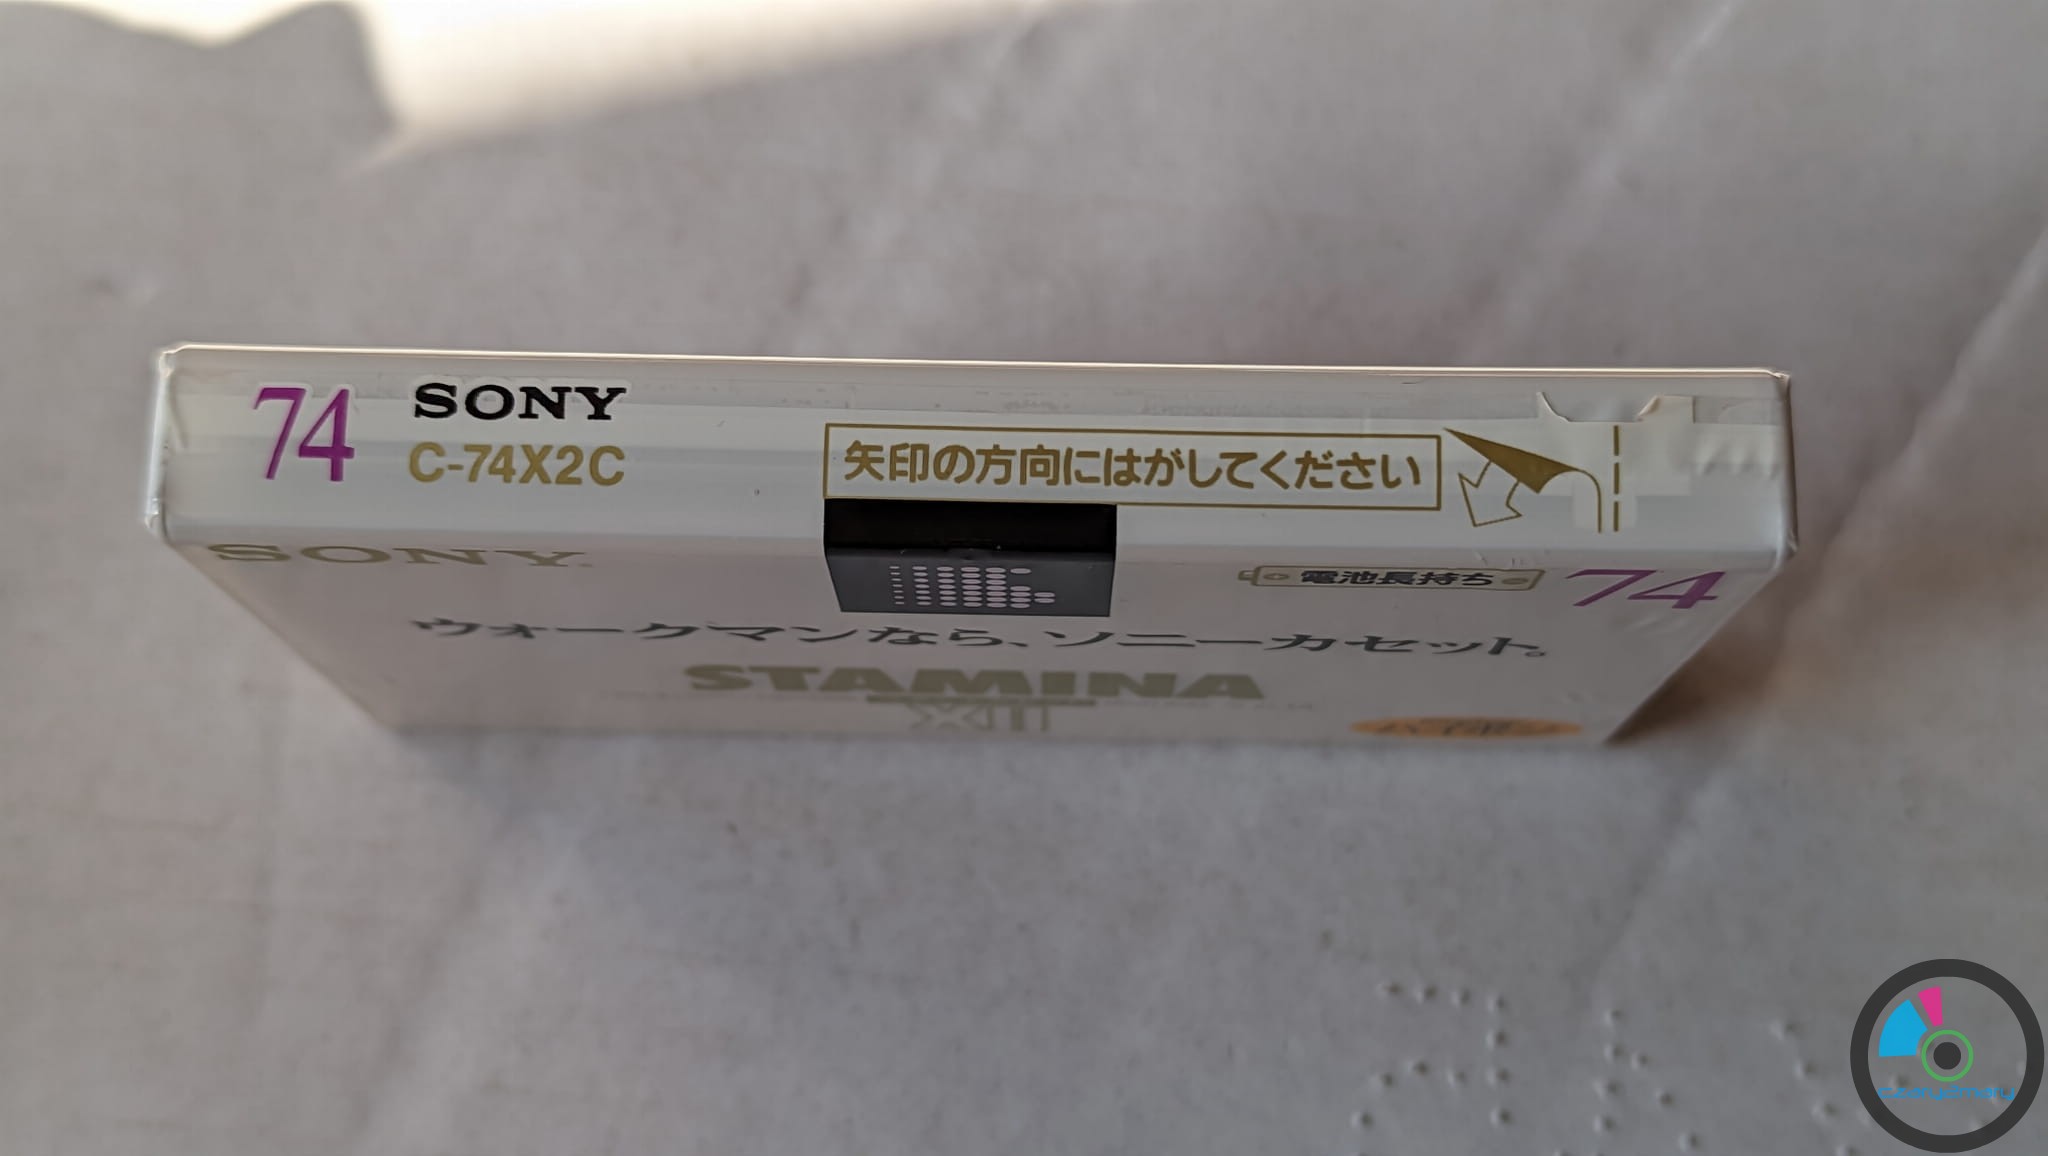 74
SONY
C-74X2C
矢印の方向にはがしてください
SONY.
電池長持ち
74
ウォークマンなら、ソニーカセット。
STAMINA
XII